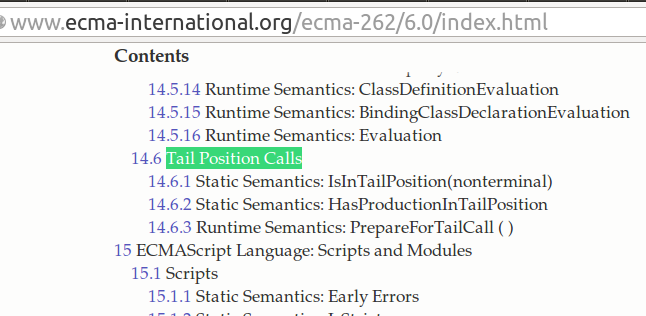 www.ecma-international.org/ecma-262/6.0/index.html
Contents
14.5.14 Runtime Semantics: ClassDefinitionEvaluation
14.5.15 Runtime Semantics: BindingClassDeclarationEvaluation
14.5.16 Runtime Semantics: Evaluation
14.6 Tail Position Calls
14.6.1 Static Semantics: IsInTailPosition(nonterminal)
14.6.2 Static Semantics: HasProductionInTailPosition
14.6.3 Runtime Semantics: PrepareForTailCall ( )
15 ECMAScript Language: Scripts and Modules
15.1 Scripts
15.1.1 Static Semantics: Early Errors